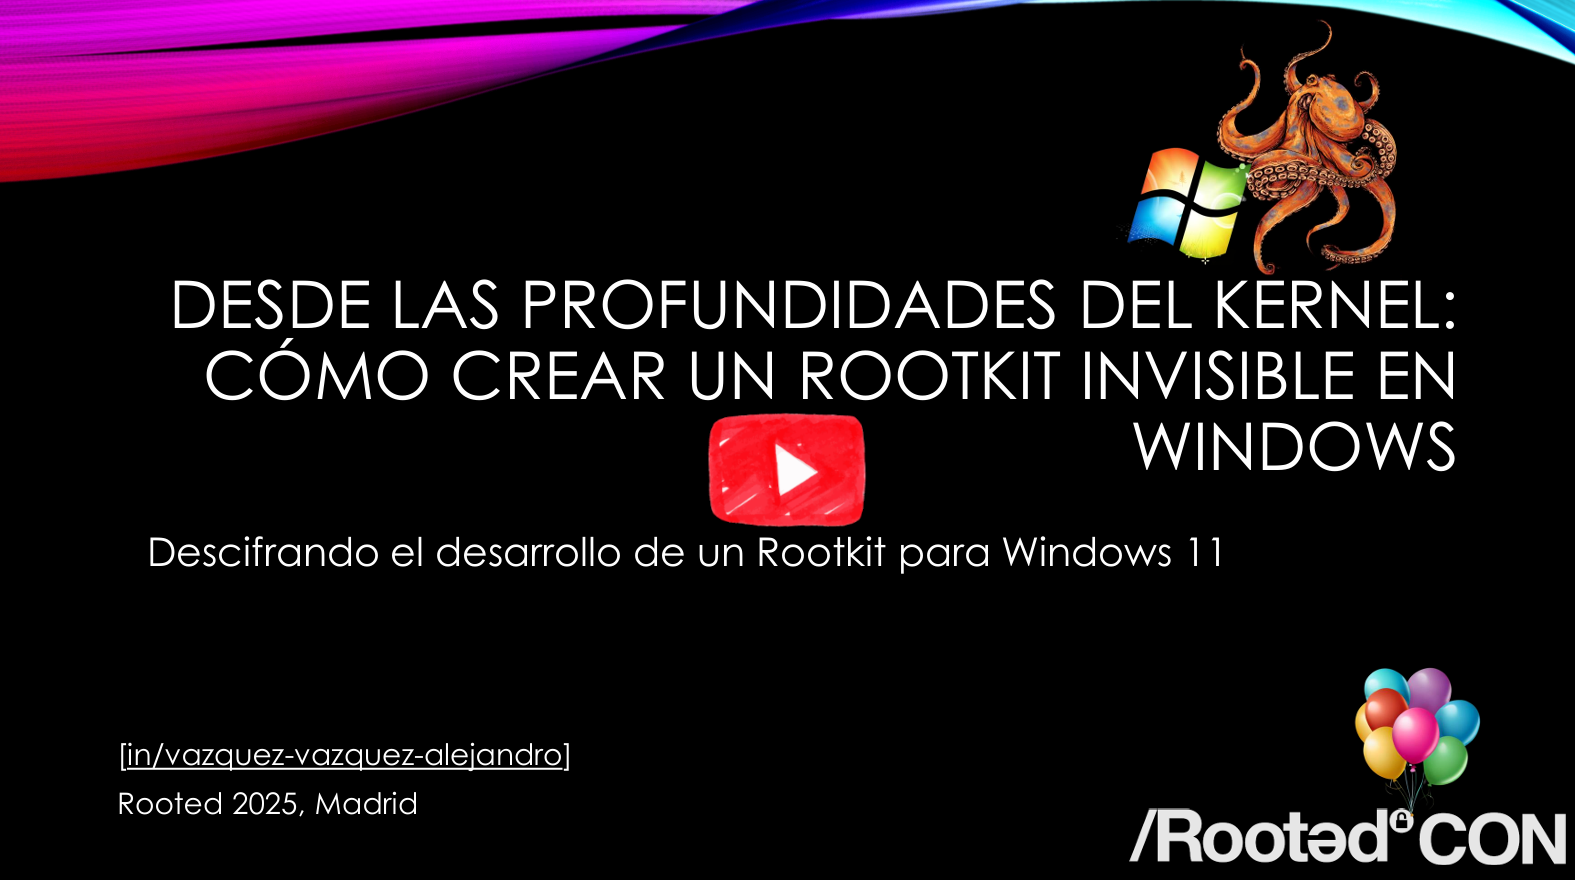 DESDE LAS PROFUNDIDADES DEL KERNEL:
CÓMO CREAR UN ROOTKIT INVISIBLE EN
WINDOWS
Descifrando el desarrollo de un Rootkit para Windows 11
[in/vazquez-vazquez-alejandro]
Rooted 2025, Madrid
/Rootəd CON